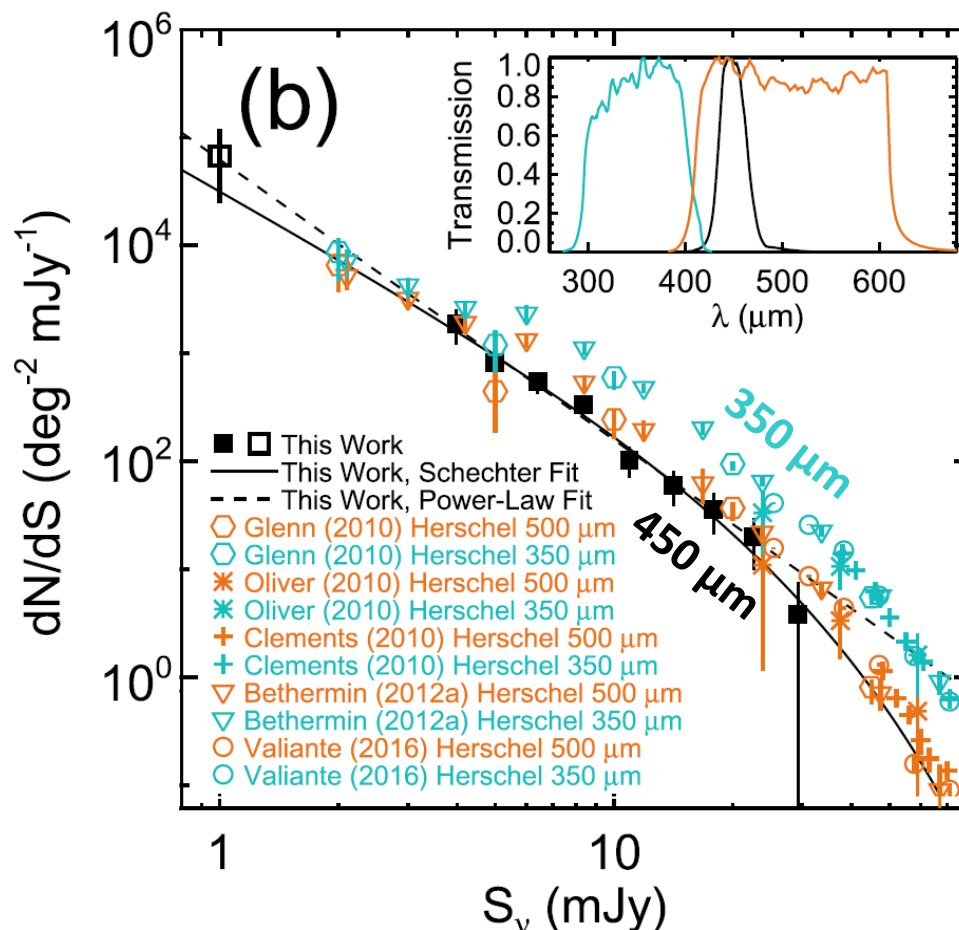 10^6
10^4
10^2
10^0
dN/dS (deg^-2 mJy^-1)
(b)
Transmission
1.0
0.8
0.6
0.4
0.2
0.0
300 400 500 600
λ (μm)
350 μm
450 μm
This Work
This Work, Schechter Fit
This Work, Power-Law Fit
Glenn (2010) Herschel 500 μm
Glenn (2010) Herschel 350 μm
Oliver (2010) Herschel 500 μm
Oliver (2010) Herschel 350 μm
Clements (2010) Herschel 500 μm
Clements (2010) Herschel 350 μm
Bethermin (2012a) Herschel 500 μm
Bethermin (2012a) Herschel 350 μm
Valiante (2016) Herschel 500 μm
Valiante (2016) Herschel 350 μm
1 10
S_ν (mJy)